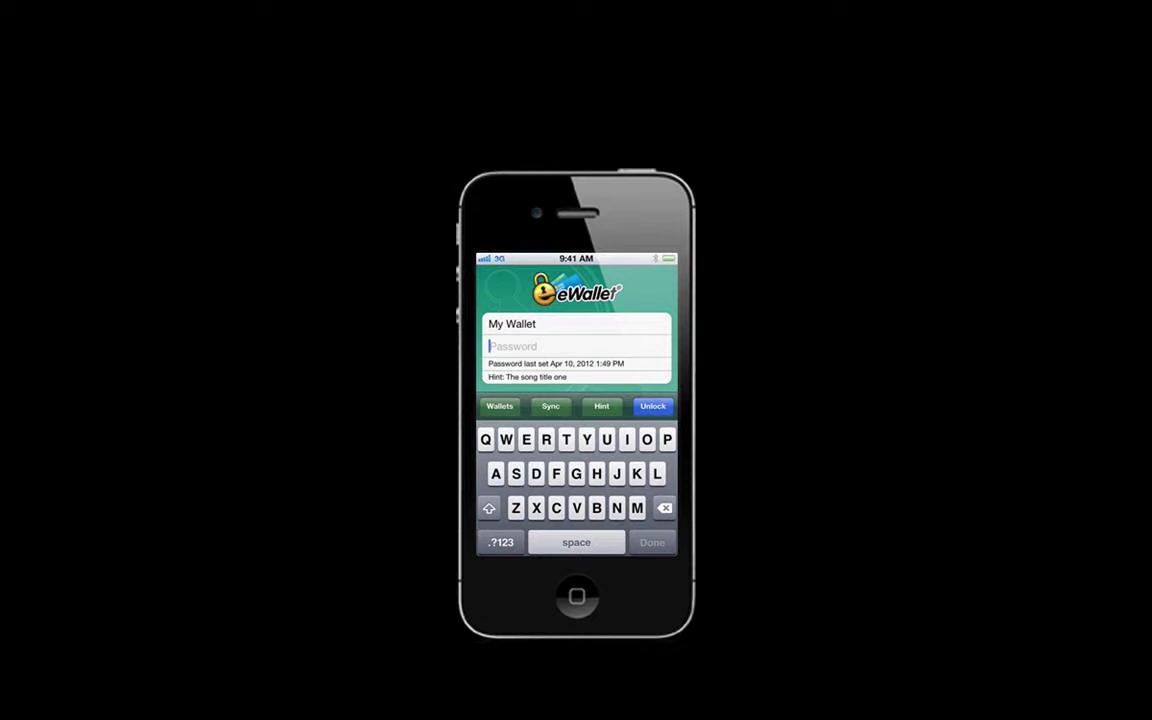 3G 9:41 AM
eWallet®
My Wallet
Password
Password last set Apr 10, 2012 1:49 PM
Hint: The song title one
Wallets Sync Hint Unlock
Q W E R T Y U I O P
A S D F G H J K L
Z X C V B N M
.?123 space Done